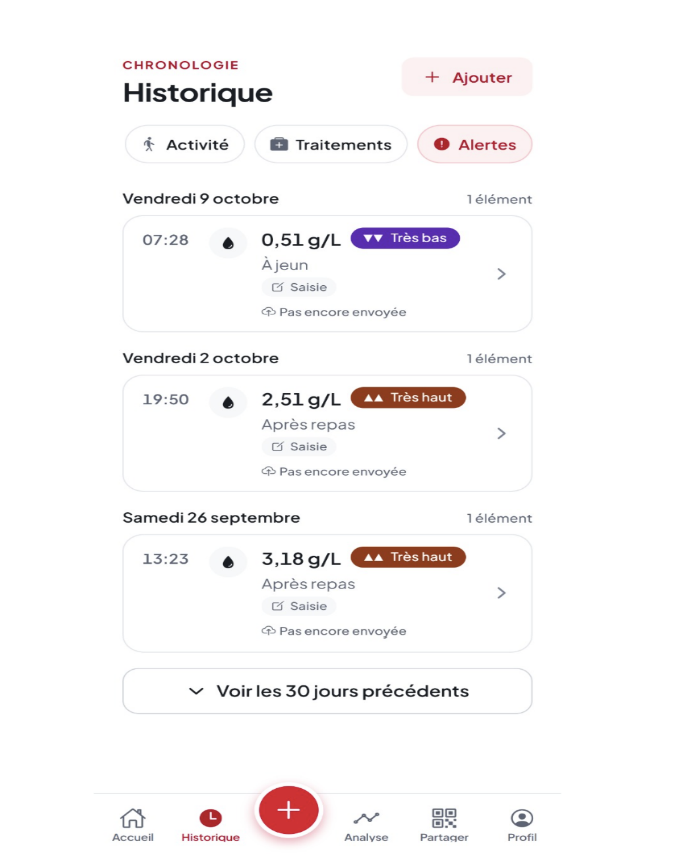 CHRONOLOGIE
Historique
+ Ajouter
Activité
Traitements
Alertes
Vendredi 9 octobre
1 élément
07:28
0,51 g/L
▼▼ Très bas
À jeun
Saisie
Pas encore envoyée
Vendredi 2 octobre
1 élément
19:50
2,51 g/L
▲▲ Très haut
Après repas
Saisie
Pas encore envoyée
Samedi 26 septembre
1 élément
13:23
3,18 g/L
▲▲ Très haut
Après repas
Saisie
Pas encore envoyée
Voir les 30 jours précédents
Accueil
Historique
Analyse
Partager
Profil